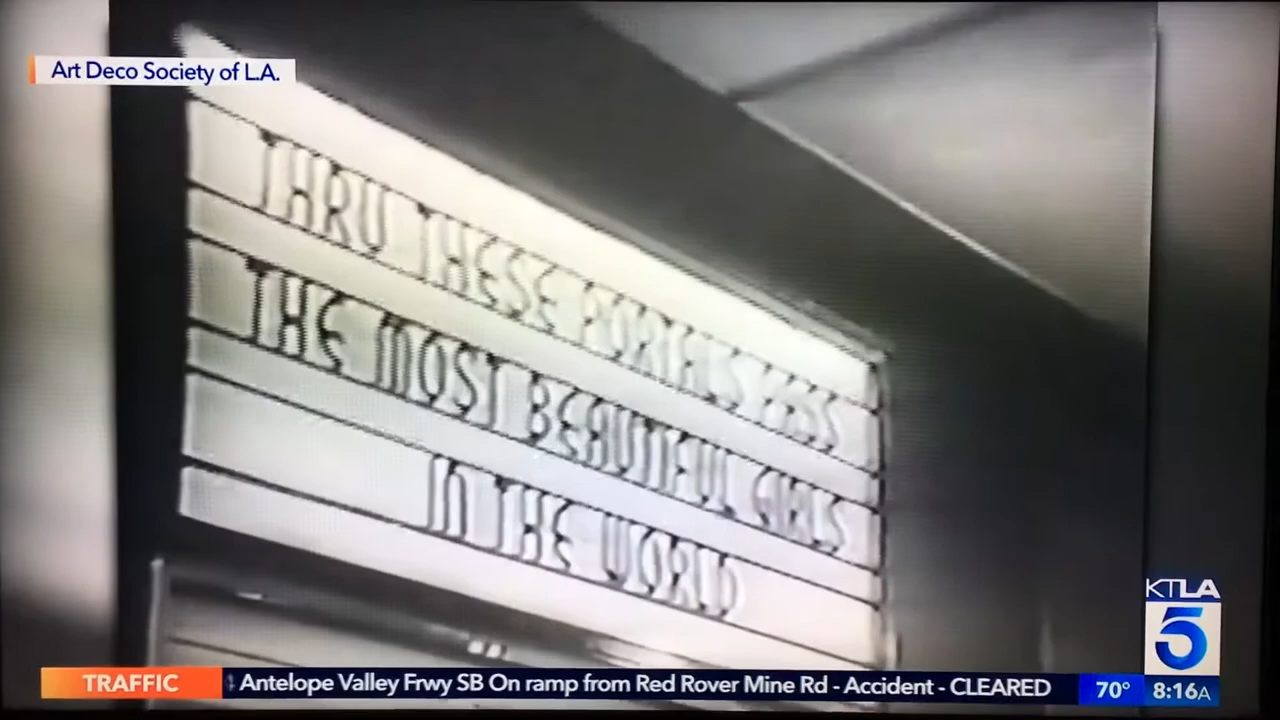 Art Deco Society of L.A.
THRU THESE PORTALS PASS
THE MOST BEAUTIFUL GIRLS
IN THE WORLD
KTLA
5
TRAFFIC
Antelope Valley Frwy SB On ramp from Red Rover Mine Rd - Accident - CLEARED
70°
8:16A